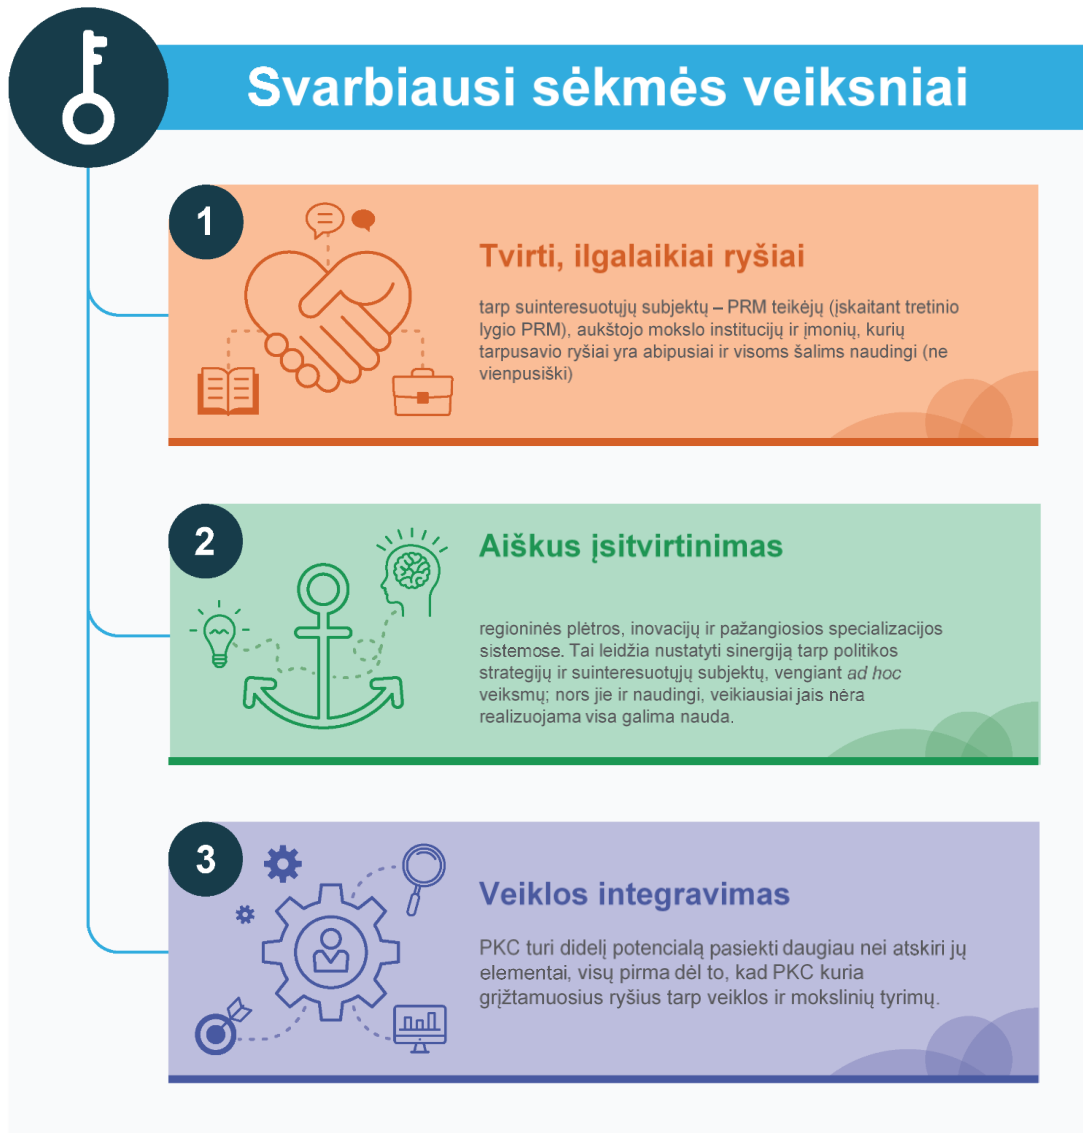 Svarbiausi sėkmės veiksniai
1
Tvirti, ilgalaikiai ryšiai
tarp suinteresuotųjų subjektų – PRM teikėjų (įskaitant tretinio
lygio PRM), aukštojo mokslo institucijų ir įmonių, kurių
tarpusavio ryšiai yra abipusiai ir visoms šalims naudingi (ne
vienpusiški)
2
Aiškus įsitvirtinimas
regioninės plėtros, inovacijų ir pažangiosios specializacijos
sistemose. Tai leidžia nustatyti sinergiją tarp politikos
strategijų ir suinteresuotųjų subjektų, vengiant ad hoc
veiksmų; nors jie ir naudingi, veikiausiai jais nėra
realizuojama visa galima nauda.
3
Veiklos integravimas
PKC turi didelį potencialą pasiekti daugiau nei atskiri jų
elementai, visų pirma dėl to, kad PKC kuria
grįžtamuosius ryšius tarp veiklos ir mokslinių tyrimų.